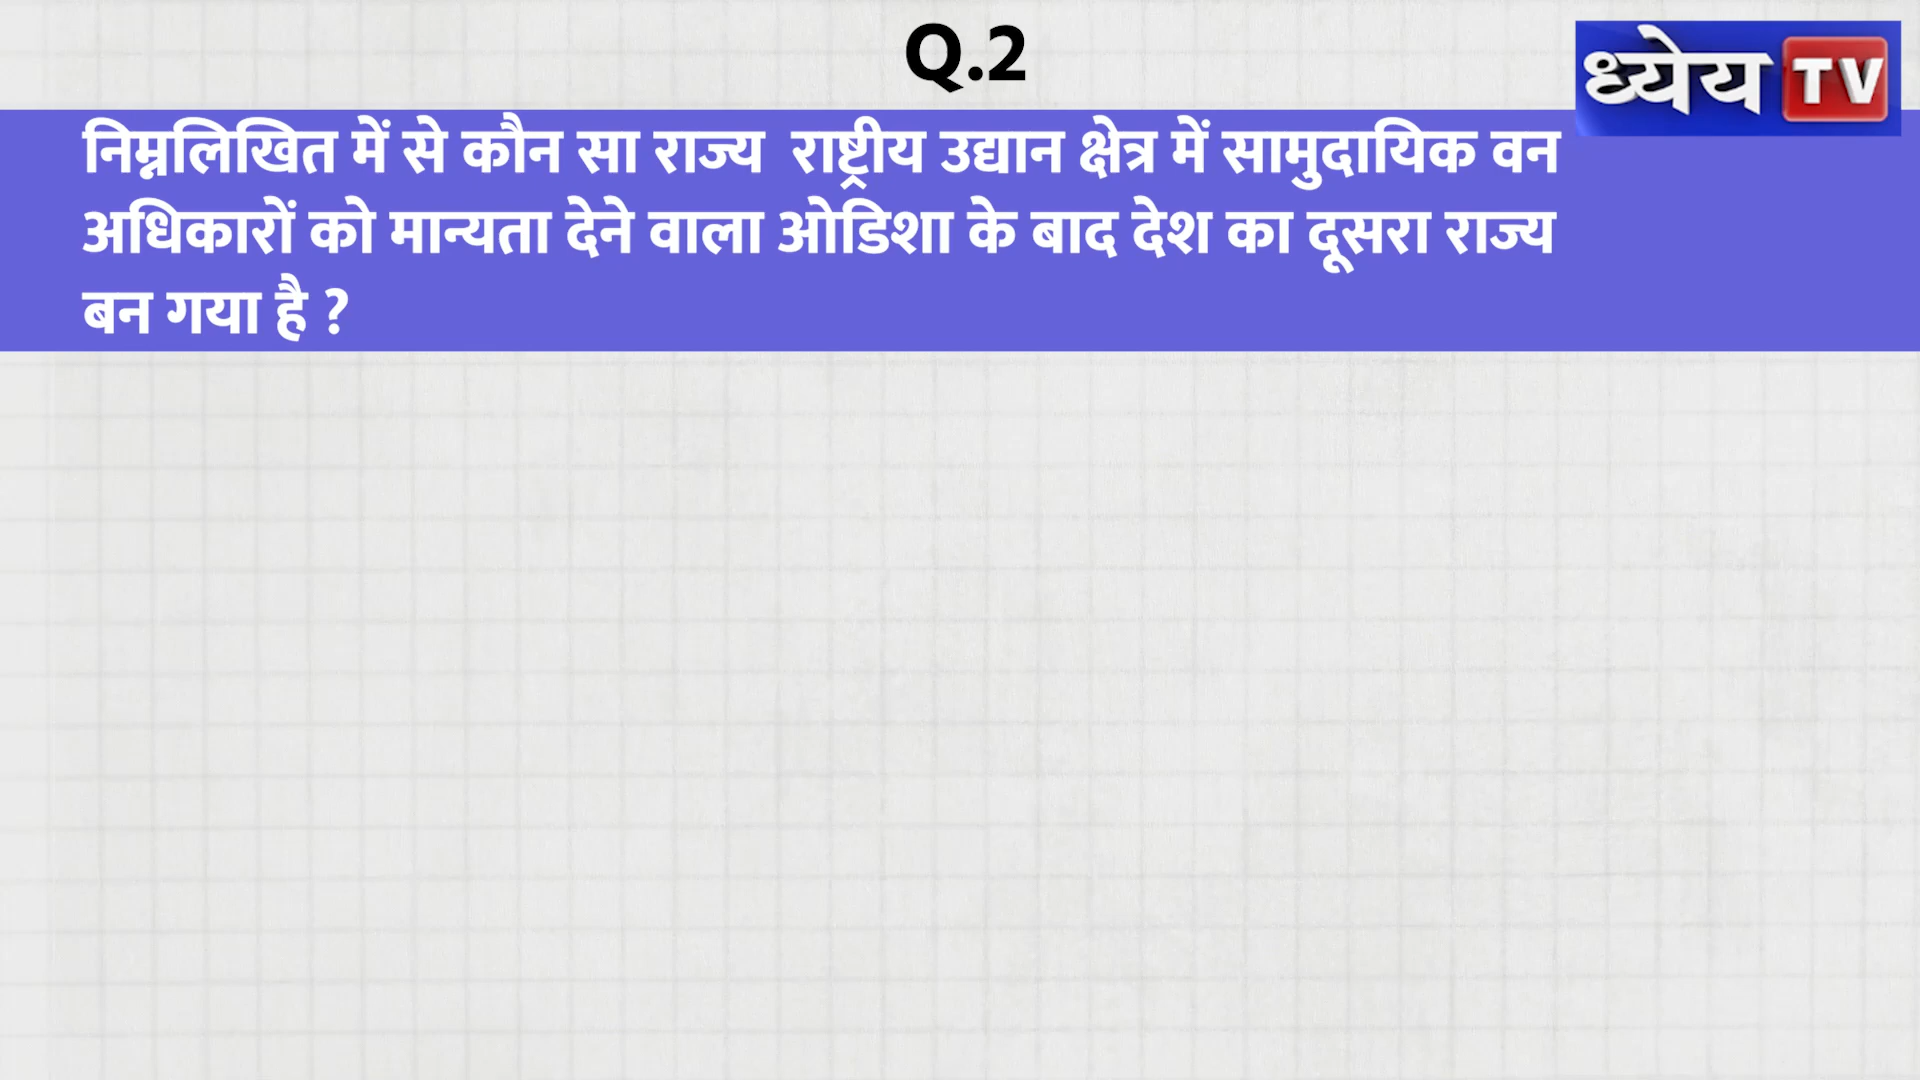 Q.2
ध्येय TV
निम्नलिखित में से कौन सा राज्य राष्ट्रीय उद्यान क्षेत्र में सामुदायिक वन
अधिकारों को मान्यता देने वाला ओडिशा के बाद देश का दूसरा राज्य
बन गया है ?